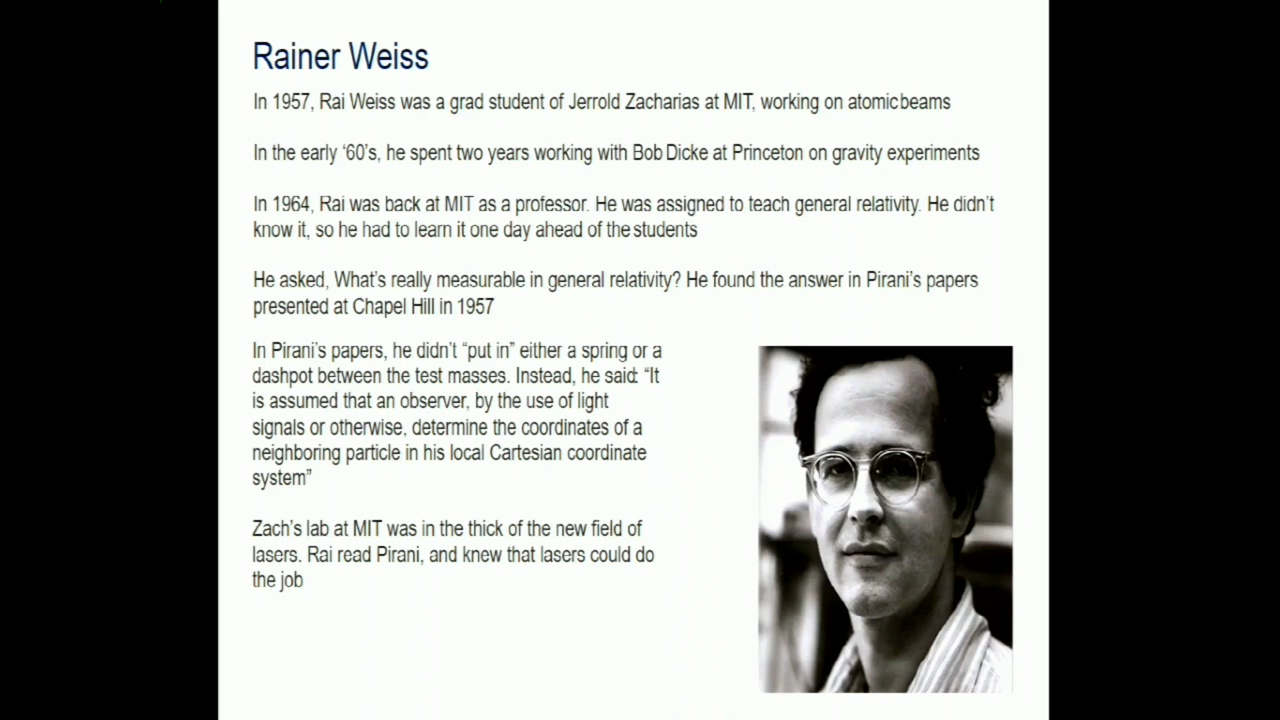 Rainer Weiss
In 1957, Rai Weiss was a grad student of Jerrold Zacharias at MIT, working on atomic beams
In the early ‘60’s, he spent two years working with Bob Dicke at Princeton on gravity experiments
In 1964, Rai was back at MIT as a professor. He was assigned to teach general relativity. He didn’t
know it, so he had to learn it one day ahead of the students
He asked, What’s really measurable in general relativity? He found the answer in Pirani’s papers
presented at Chapel Hill in 1957
In Pirani’s papers, he didn’t “put in” either a spring or a
dashpot between the test masses. Instead, he said: “It
is assumed that an observer, by the use of light
signals or otherwise, determine the coordinates of a
neighboring particle in his local Cartesian coordinate
system”
Zach’s lab at MIT was in the thick of the new field of
lasers. Rai read Pirani, and knew that lasers could do
the job